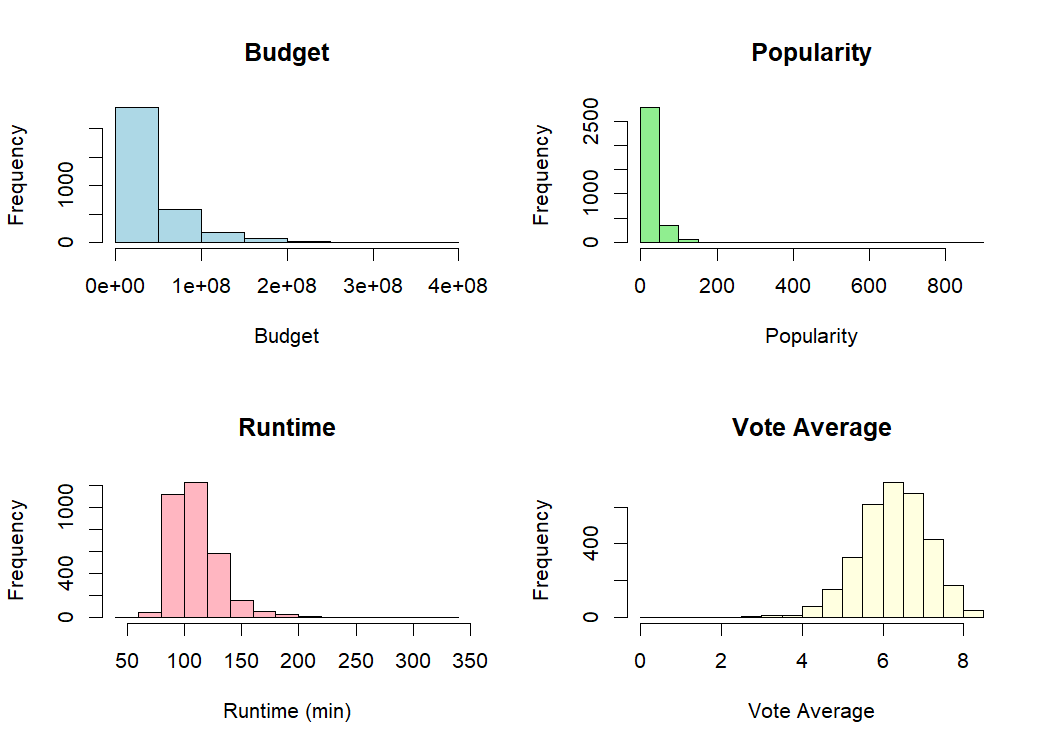 Budget
Frequency
0
1000
0e+00 1e+08 2e+08 3e+08 4e+08
Budget
Popularity
Frequency
0
1000
2500
0 200 400 600 800
Popularity
Runtime
Frequency
0
400
1000
50 100 150 200 250 300 350
Runtime (min)
Vote Average
Frequency
0
400
0 2 4 6 8
Vote Average